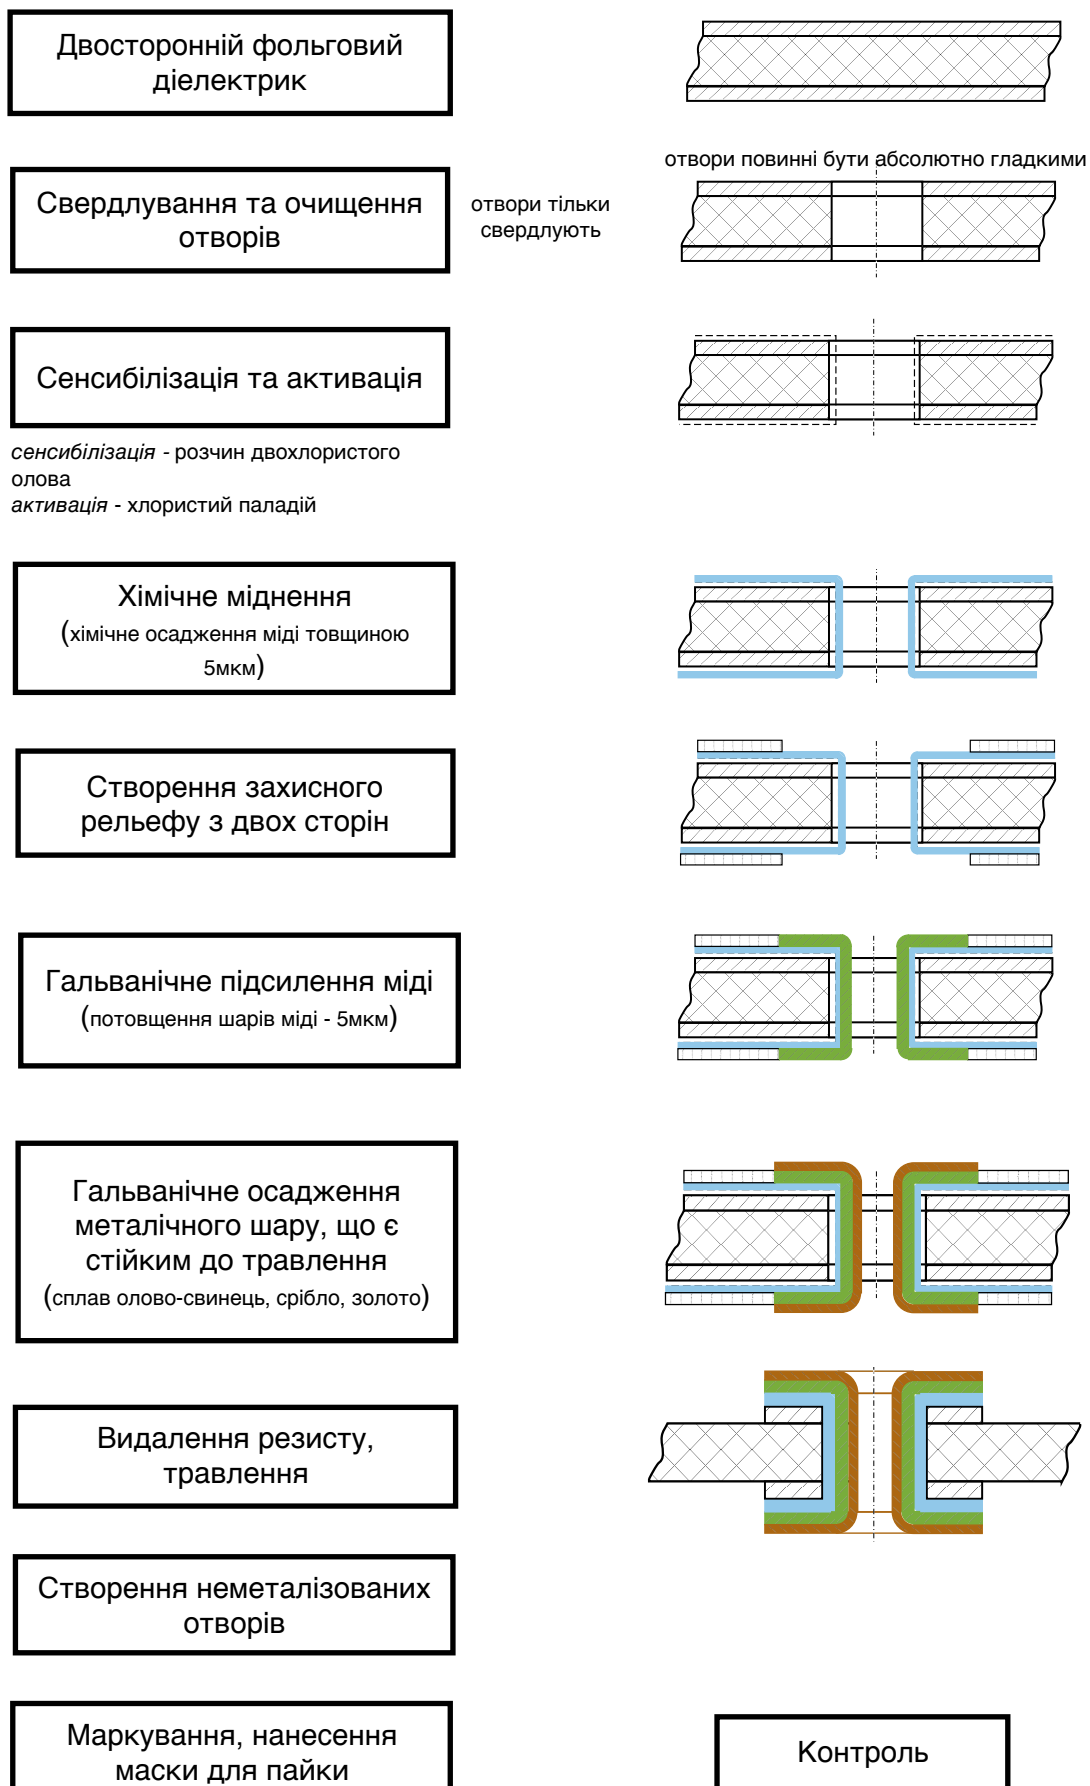 Двосторонній фольговий
діелектрик
отвори повинні бути абсолютно гладкими
Свердлування та очищення
отворів
отвори тільки
свердлують
Сенсибілізація та активація
сенсибілізація - розчин двохлористого
олова
активація - хлористий паладій
Хімічне міднення
(хімічне осадження міді товщиною
5мкм)
Створення захисного
рельефу з двох сторін
Гальванічне підсилення міді
(потовщення шарів міді - 5мкм)
Гальванічне осадження
металічного шару, що є
стійким до травлення
(сплав олово-свинець, срібло, золото)
Видалення резисту,
травлення
Створення неметалізованих
отворів
Маркування, нанесення
маски для пайки
Контроль